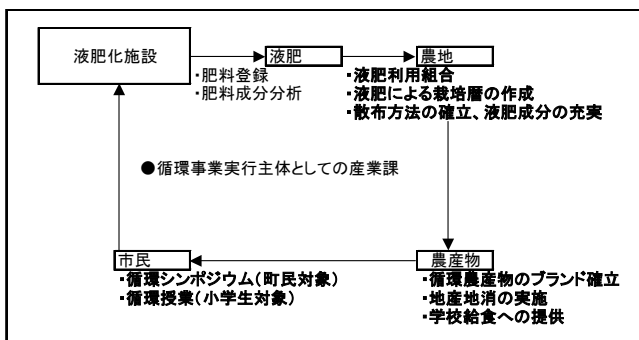 液肥化施設
液肥
農地
・肥料登録
・肥料成分分析
・液肥利用組合
・液肥による栽培暦の作成
・散布方法の確立、液肥成分の充実
●循環事業実行主体としての産業課
市民
・循環シンポジウム(町民対象)
・循環授業(小学生対象)
農産物
・循環農産物のブランド確立
・地産地消の実施
・学校給食への提供